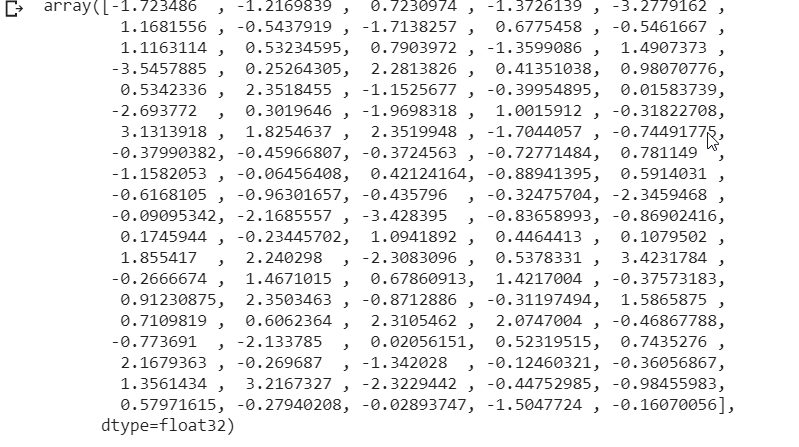 array([-1.723486  , -1.2169839 ,  0.7230974 , -1.3726139 , -3.2779162 ,
1.1681556 , -0.5437919 , -1.7138257 ,  0.6775458 , -0.5461667 ,
1.1163114 ,  0.53234595,  0.7903972 , -1.3599086 ,  1.4907373 ,
-3.5457885 ,  0.25264305,  2.2813826 ,  0.41351038,  0.98070776,
0.5342336 ,  2.3518455 , -1.1525677 , -0.39954895,  0.01583739,
-2.693772  ,  0.3019646 , -1.9698318 ,  1.0015912 , -0.31822708,
3.1313918 ,  1.8254637 ,  2.3519948 , -1.7044057 , -0.74491775,
-0.37990382, -0.45966807, -0.3724563 , -0.72771484,  0.781149  ,
-1.1582053 , -0.06456408,  0.42124164, -0.88941395,  0.5914031 ,
-0.6168105 , -0.96301657, -0.435796  , -0.32475704, -2.3459468 ,
-0.09095342, -2.1685557 , -3.428395  , -0.83658993, -0.86902416,
0.1745944 , -0.23445702,  1.0941892 ,  0.4464413 ,  0.1079502 ,
1.855417  ,  2.240298  , -2.3083096 ,  0.5378331 ,  3.4231784 ,
-0.2666674 ,  1.4671015 ,  0.67860913,  1.4217004 , -0.37573183,
0.91230875,  2.3503463 , -0.8712886 , -0.31197494,  1.5865875 ,
0.7109819 ,  0.6062364 ,  2.3105462 ,  2.0747004 , -0.46867788,
-0.773691  , -2.133785  ,  0.02056151,  0.52319515,  0.7435276 ,
2.1679363 , -0.269687  , -1.342028  , -0.12460321, -0.36056867,
1.3561434 ,  3.2167327 , -2.3229442 , -0.44752985, -0.98455983,
0.57971615, -0.27940208, -0.02893747, -1.5047724 , -0.16070056],
dtype=float32)